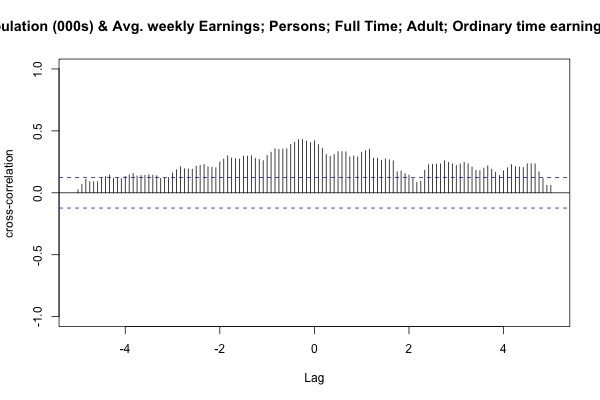 ulation (000s) & Avg. weekly Earnings; Persons; Full Time; Adult; Ordinary time earning
1.0
0.5
0.0
-0.5
-1.0
cross-correlation
-4 -2 0 2 4
Lag